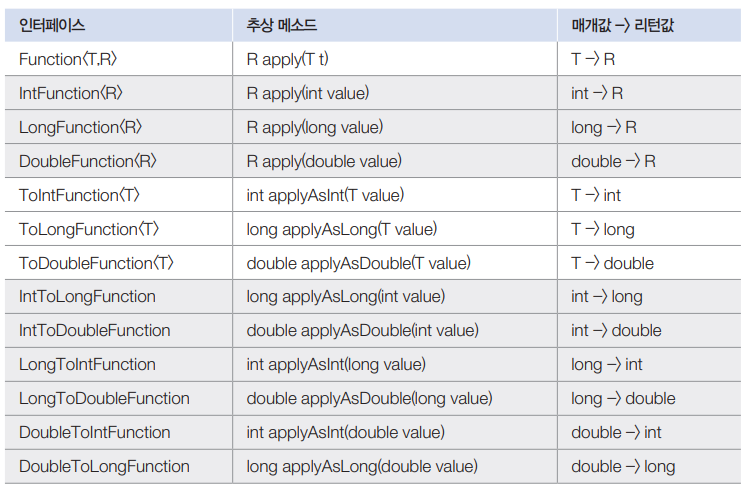 인터페이스 추상 메소드 매개값 -> 리턴값
Function<T,R> R apply(T t) T -> R
IntFunction<R> R apply(int value) int -> R
LongFunction<R> R apply(long value) long -> R
DoubleFunction<R> R apply(double value) double -> R
ToIntFunction<T> int applyAsInt(T value) T -> int
ToLongFunction<T> long applyAsLong(T value) T -> long
ToDoubleFunction<T> double applyAsDouble(T value) T -> double
IntToLongFunction long applyAsLong(int value) int -> long
IntToDoubleFunction double applyAsDouble(int value) int -> double
LongToIntFunction int applyAsInt(long value) long -> int
LongToDoubleFunction double applyAsDouble(long value) long -> double
DoubleToIntFunction int applyAsInt(double value) double -> int
DoubleToLongFunction long applyAsLong(double value) double -> long